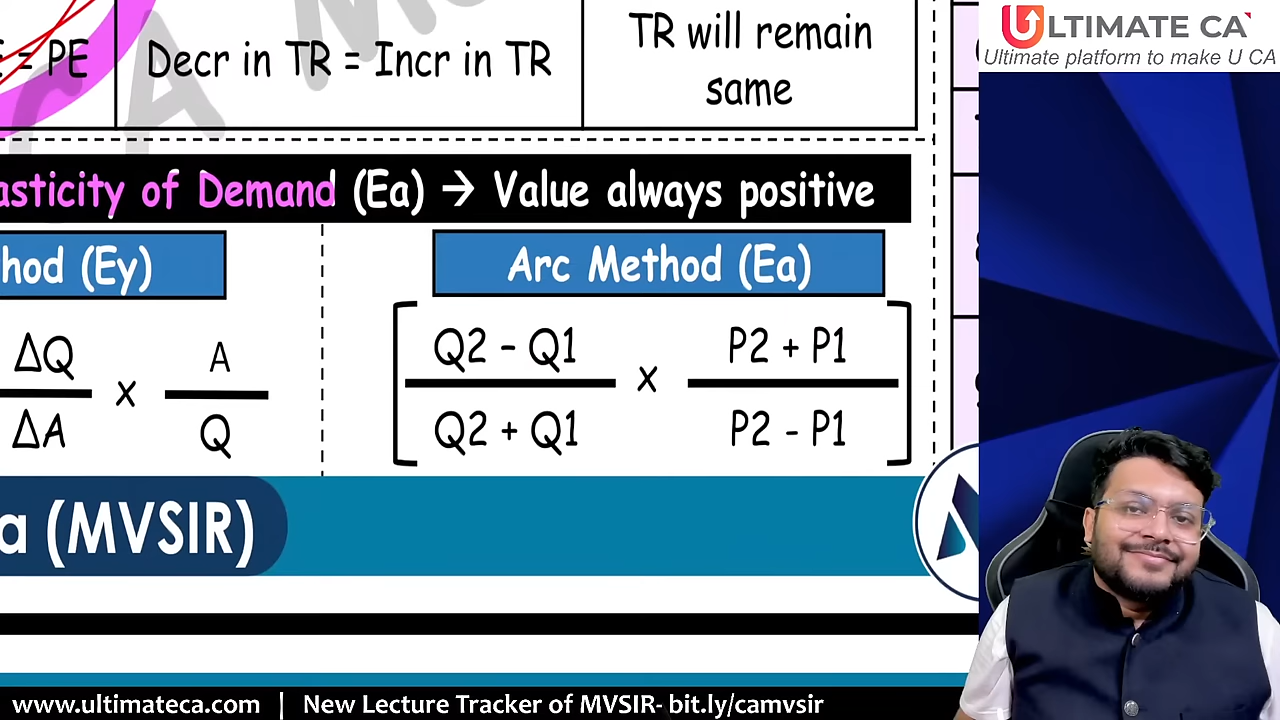 ULTIMATE CA
Ultimate platform to make U CA
= PE
Decr in TR = Incr in TR
TR will remain
same
CA M
asticity of Demand (Ea) → Value always positive
hod (Ey)
Arc Method (Ea)
ΔQ
ΔA
x
A
Q
Q2 - Q1
Q2 + Q1
x
P2 + P1
P2 - P1
a (MVSIR)
www.ultimateca.com | New Lecture Tracker of MVSIR- bit.ly/camvsir